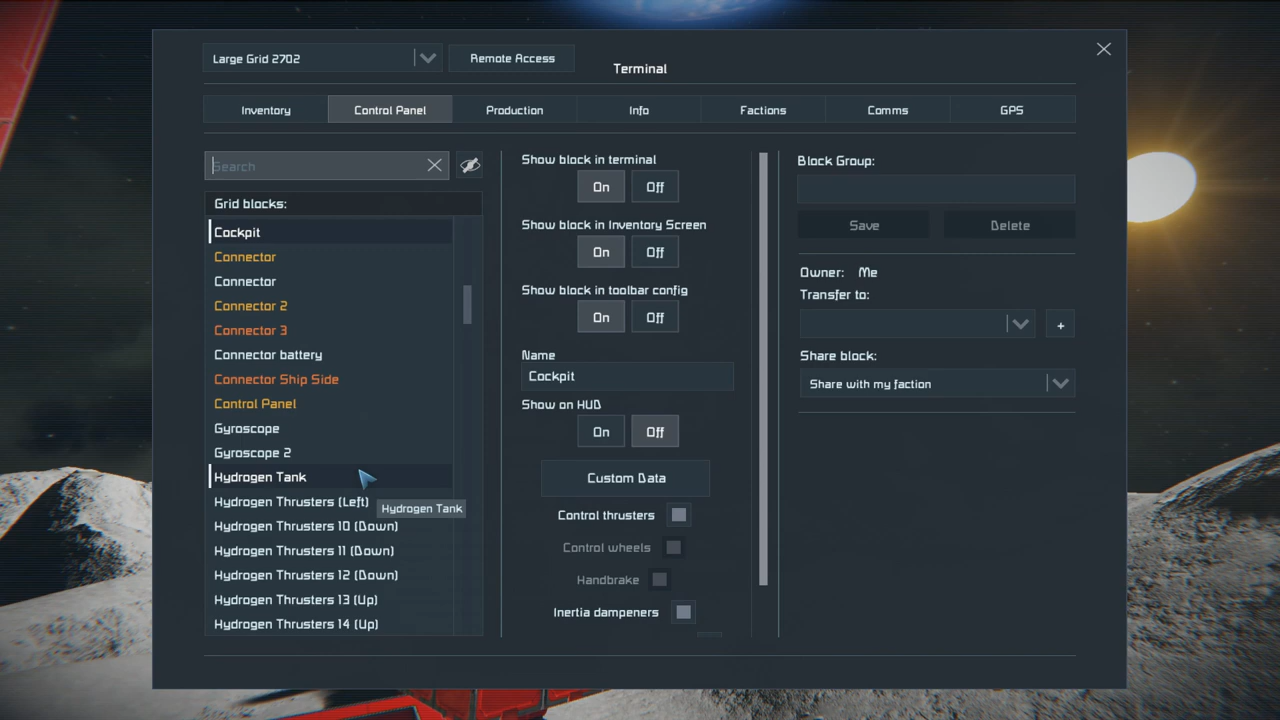 Large Grid 2702
Remote Access
Terminal
Inventory
Control Panel
Production
Info
Factions
Comms
GPS
Search
Grid blocks:
Cockpit
Connector
Connector
Connector 2
Connector 3
Connector battery
Connector Ship Side
Control Panel
Gyroscope
Gyroscope 2
Hydrogen Tank
Hydrogen Thrusters (Left)
Hydrogen Tank
Hydrogen Thrusters 10 (Down)
Hydrogen Thrusters 11 (Down)
Hydrogen Thrusters 12 (Down)
Hydrogen Thrusters 13 (Up)
Hydrogen Thrusters 14 (Up)
Show block in terminal
On Off
Show block in Inventory Screen
On Off
Show block in toolbar config
On Off
Name
Cockpit
Show on HUD
On Off
Custom Data
Control thrusters
Control wheels
Handbrake
Inertia dampeners
Block Group:
Save Delete
Owner: Me
Transfer to:
+
Share block:
Share with my faction